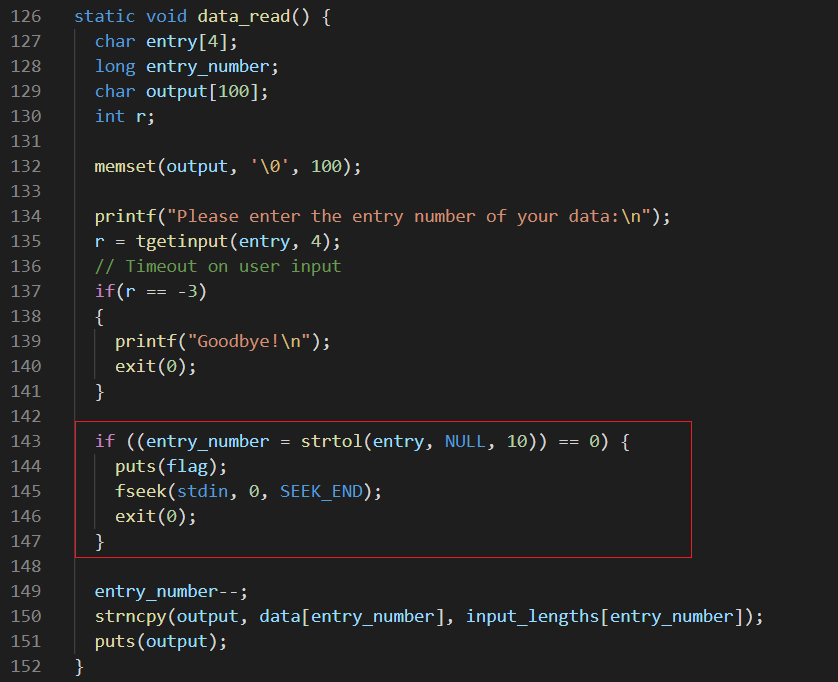 126 static void data_read() {
127   char entry[4];
128   long entry_number;
129   char output[100];
130   int r;
131
132   memset(output, '\0', 100);
133
134   printf("Please enter the entry number of your data:\n");
135   r = tgetinput(entry, 4);
136   // Timeout on user input
137   if(r == -3)
138   {
139     printf("Goodbye!\n");
140     exit(0);
141   }
142
143   if ((entry_number = strtol(entry, NULL, 10)) == 0) {
144     puts(flag);
145     fseek(stdin, 0, SEEK_END);
146     exit(0);
147   }
148
149   entry_number--;
150   strncpy(output, data[entry_number], input_lengths[entry_number]);
151   puts(output);
152 }